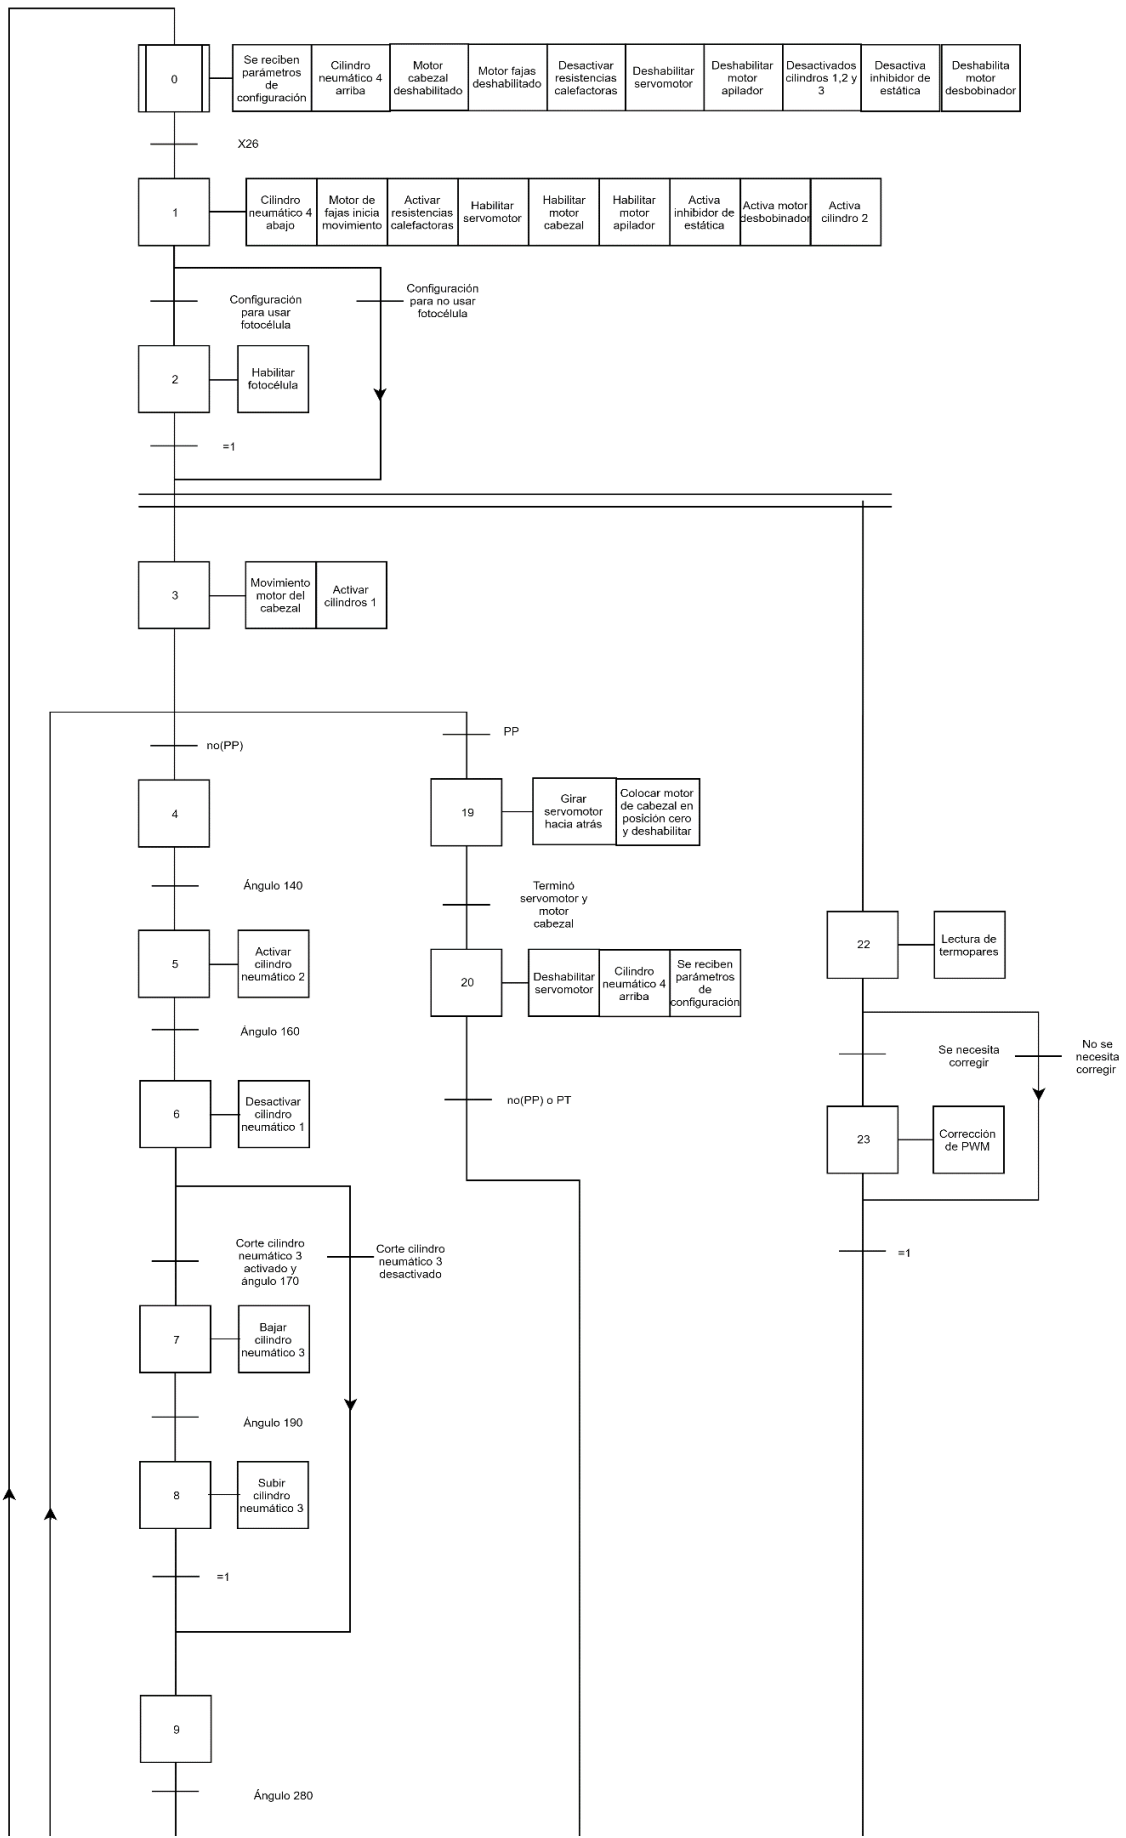 0
Se reciben
parámetros
de
configuración
Cilindro
neumático 4
arriba
Motor
cabezal
deshabilitado
Motor fajas
deshabilitado
Desactivar
resistencias
calefactoras
Deshabilitar
servomotor
Deshabilitar
motor
apilador
Desactivados
cilindros 1,2 y
3
Desactiva
inhibidor de
estática
Deshabilita
motor
desbobinador
X26
1
Cilindro
neumático 4
abajo
Motor de
fajas inicia
movimiento
Activar
resistencias
calefactoras
Habilitar
servomotor
Habilitar
motor
cabezal
Habilitar
motor
apilador
Activa
inhibidor de
estática
Activa motor
desbobinador
Activa
cilindro 2
Configuración
para usar
fotocélula
Configuración
para no usar
fotocélula
2
Habilitar
fotocélula
=1
3
Movimiento
motor del
cabezal
Activar
cilindros 1
no(PP)
PP
4
19
Girar
servomotor
hacia atrás
Colocar motor
de cabezal en
posición cero
y deshabilitar
Ángulo 140
Terminó
servomotor y
motor
cabezal
5
Activar
cilindro
neumático 2
20
Deshabilitar
servomotor
Cilindro
neumático 4
arriba
Se reciben
parámetros
de
configuración
22
Lectura de
termopares
Ángulo 160
Se necesita
corregir
No se
necesita
corregir
6
Desactivar
cilindro
neumático 1
no(PP) o PT
23
Corrección
de PWM
Corte cilindro
neumático 3
activado y
ángulo 170
Corte cilindro
neumático 3
desactivado
=1
7
Bajar
cilindro
neumático 3
Ángulo 190
8
Subir
cilindro
neumático 3
=1
9
Ángulo 280